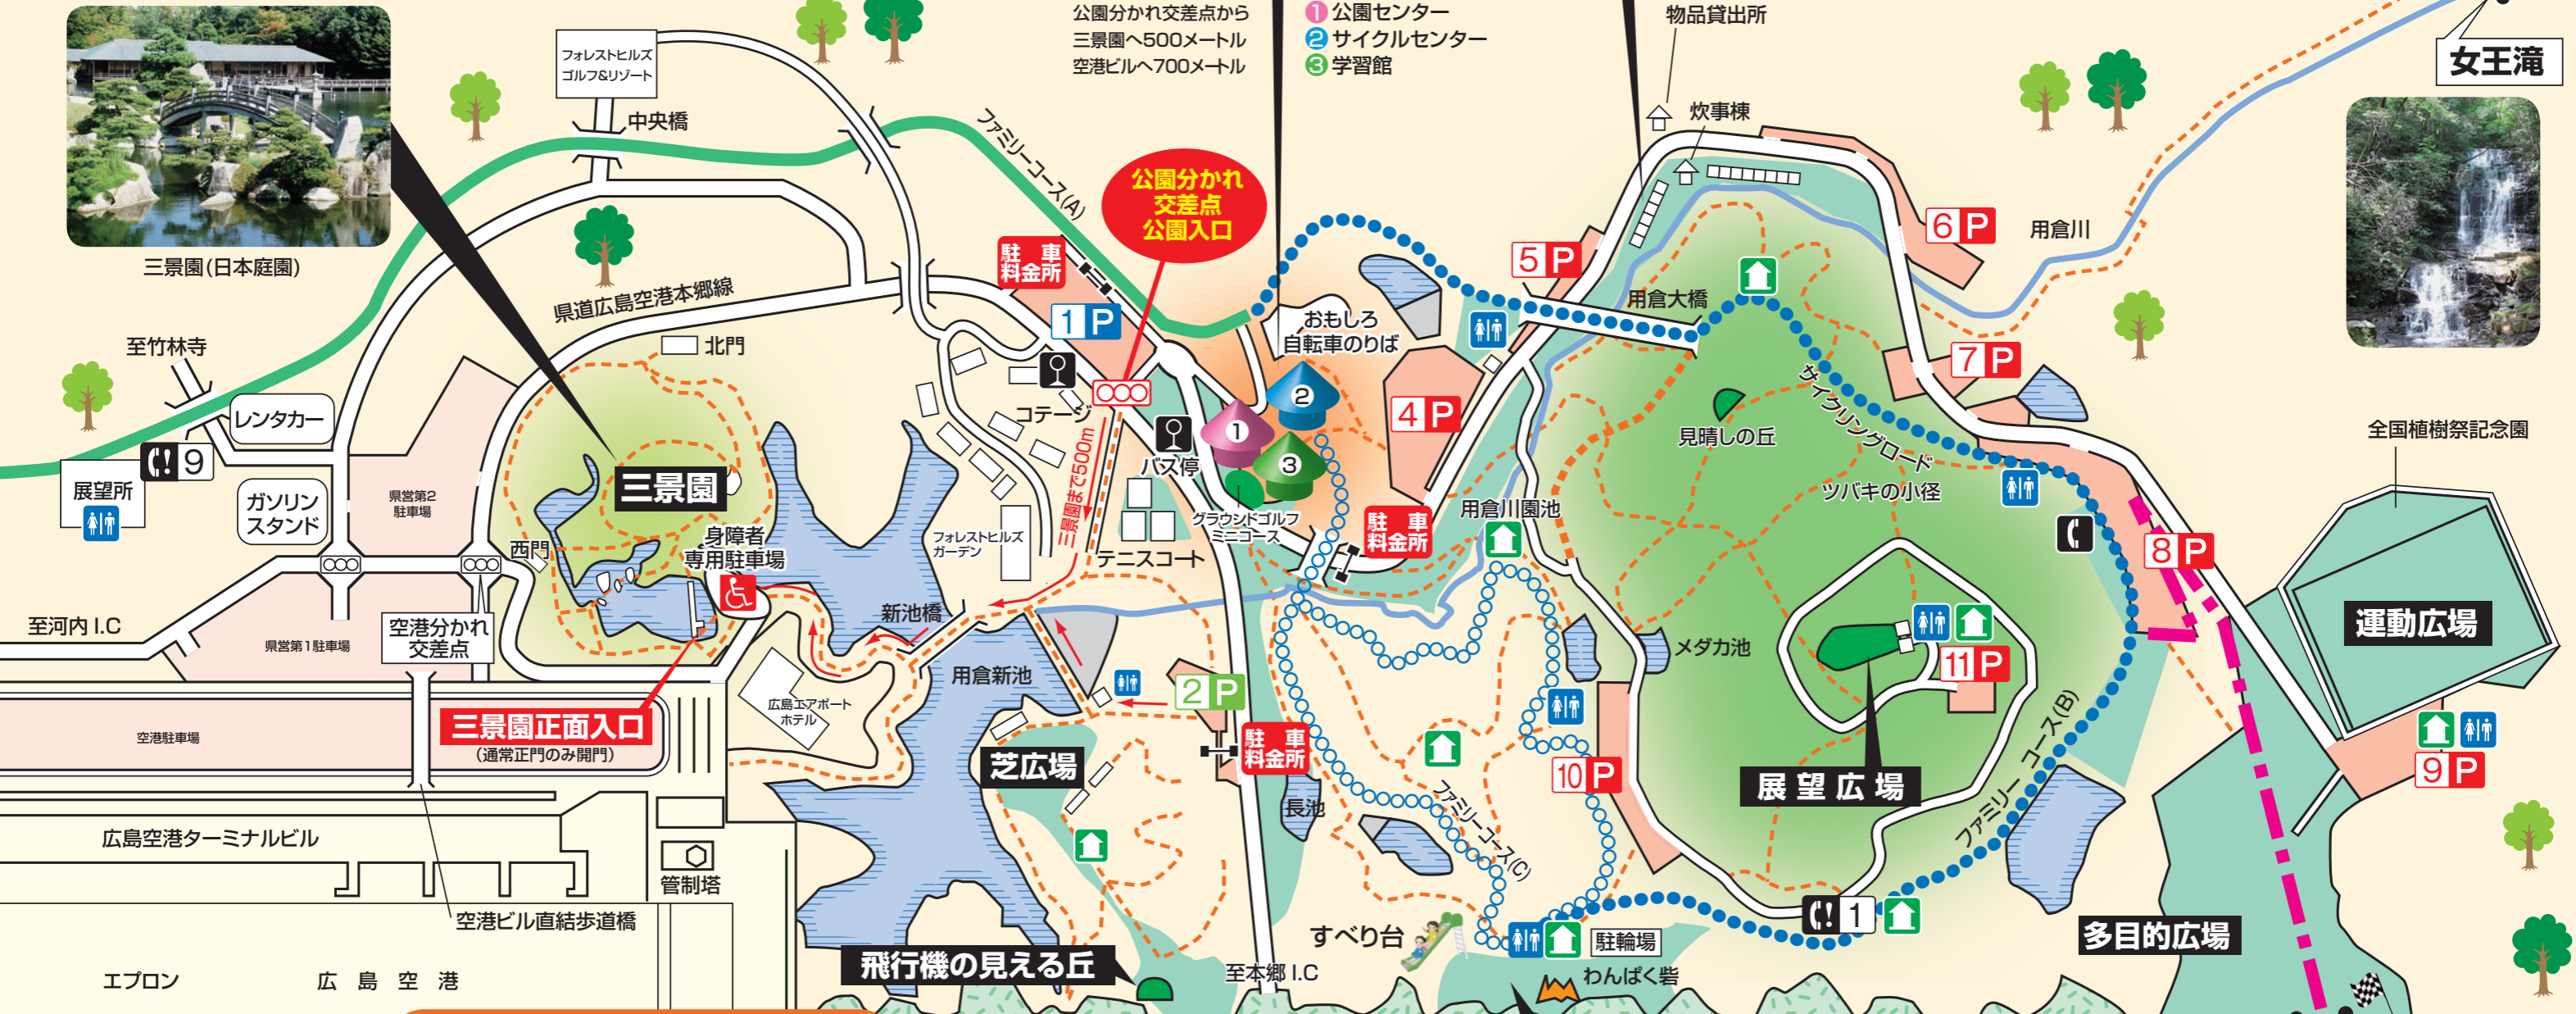 公園分かれ交差点から
三景園へ500メートル
空港ビルへ700メートル
1 公園センター
2 サイクルセンター
3 学習館
物品貸出所
女王滝
フォレストヒルズ
ゴルフ&リゾート
中央橋
ファミリーコース(A)
炊事棟
公園分かれ
交差点
公園入口
三景園(日本庭園)
駐 車
料金所
1 P
5 P
6 P
用倉川
用倉大橋
県道広島空港本郷線
北門
至竹林寺
おもしろ
自転車のりば
7 P
サイクリングロード
レンタカー
コテージ
バス停
1
2
3
4 P
見晴しの丘
全国植樹祭記念園
9
展望所
ガソリン
スタンド
県営第2
駐車場
三景園
三景園まで500m
グラウンドゴルフ
ミニコース
用倉川園池
ツバキの小径
駐 車
料金所
西門
身障者
専用駐車場
フォレストヒルズ
ガーデン
テニスコート
8 P
至河内 I.C
県営第1駐車場
空港分かれ
交差点
新池橋
用倉新池
メダカ池
運動広場
11 P
2 P
空港駐車場
三景園正面入口
(通常正門のみ開門)
広島エアポート
ホテル
芝広場
駐 車
料金所
長池
10 P
展望広場
ファミリーコース(B)
9 P
ファミリーコース(C)
広島空港ターミナルビル
管制塔
空港ビル直結歩道橋
エプロン
広島空港
飛行機の見える丘
至本郷 I.C
すべり台
駐輪場
わんぱく砦
1
多目的広場